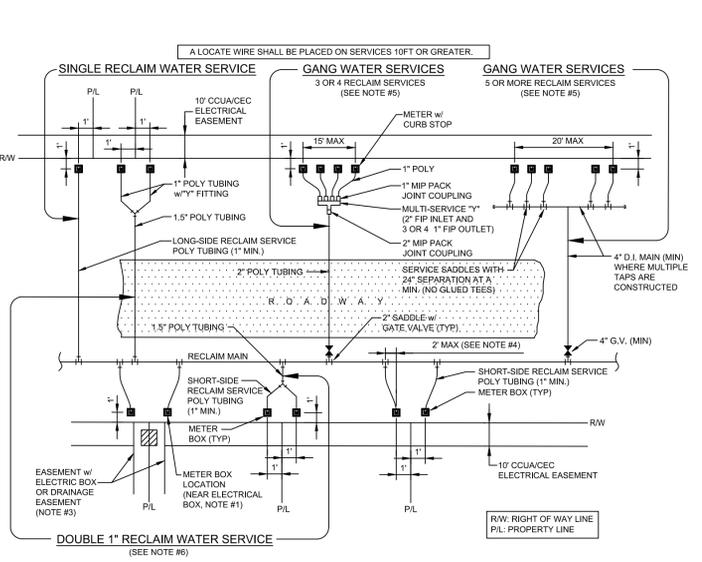 A LOCATE WIRE SHALL BE PLACED ON SERVICES 10FT OR GREATER.
SINGLE RECLAIM WATER SERVICE
GANG WATER SERVICES
3 OR 4 RECLAIM SERVICES
(SEE NOTE #5)
GANG WATER SERVICES
5 OR MORE RECLAIM SERVICES
(SEE NOTE #5)
P/L
P/L
10' CCUA/CEC
ELECTRICAL
EASEMENT
METER w/
CURB STOP
1'
1'
1'
1'
1'
15' MAX
20' MAX
1'
R/W
1" POLY
1" POLY TUBING
w/"Y" FITTING
1" MIP PACK
JOINT COUPLING
MULTI-SERVICE "Y"
(2" FIP INLET AND
3 OR 4 1" FIP OUTLET)
1.5" POLY TUBING
2" MIP PACK
JOINT COUPLING
LONG-SIDE RECLAIM SERVICE
POLY TUBING (1" MIN.)
4" D.I. MAIN (MIN)
WHERE MULTIPLE
TAPS ARE
CONSTRUCTED
2" POLY TUBING
SERVICE SADDLES WITH
24" SEPARATION AT A
MIN. (NO GLUED TEES)
ROADWAY
1.5" POLY TUBING
2" SADDLE w/
GATE VALVE (TYP)
2' MAX (SEE NOTE #4)
4" G.V. (MIN)
RECLAIM MAIN
SHORT-SIDE
RECLAIM SERVICE
POLY TUBING
(1" MIN.)
SHORT-SIDE RECLAIM SERVICE
POLY TUBING (1" MIN.)
METER BOX (TYP)
1'
1'
METER
BOX (TYP)
R/W
1'
1'
1'
1'
EASEMENT w/
ELECTRIC BOX
OR DRAINAGE
EASEMENT
(NOTE #3)
METER BOX
LOCATION
(NEAR ELECTRICAL
BOX, NOTE #1)
10' CCUA/CEC
ELECTRICAL EASEMENT
P/L
P/L
P/L
R/W: RIGHT OF WAY LINE
P/L: PROPERTY LINE
DOUBLE 1" RECLAIM WATER SERVICE
(SEE NOTE #6)